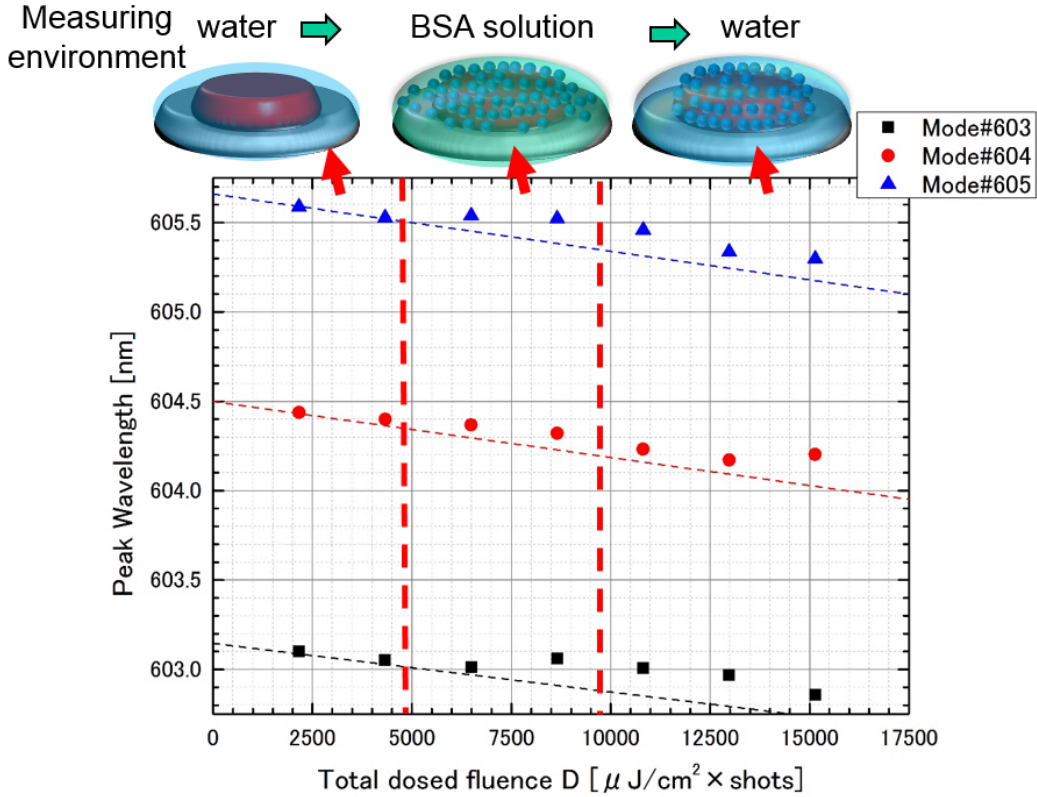 Measuring environment
water
BSA solution
water
Mode#603
Mode#604
Mode#605
605.5
605.0
604.5
604.0
603.5
603.0
Peak Wavelength [nm]
0 2500 5000 7500 10000 12500 15000 17500
Total dosed fluence D [μJ/cm²×shots]